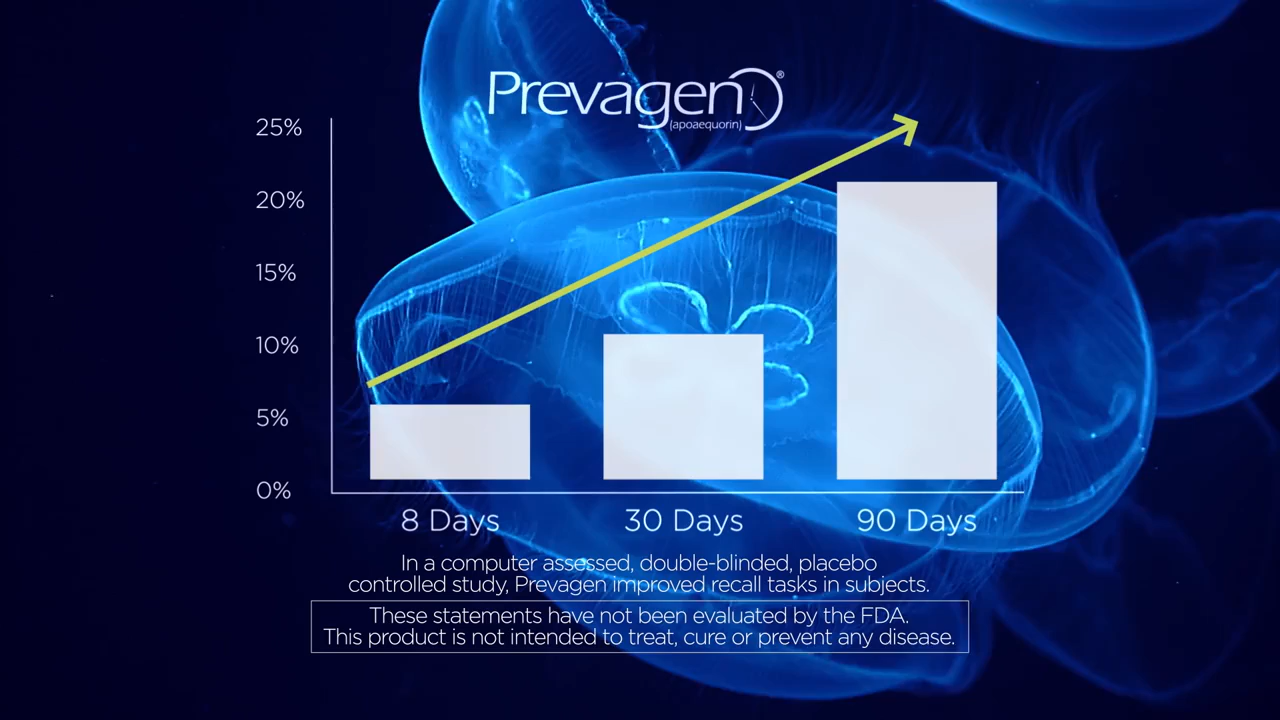 Prevagen®
(apoaequorin)
25%
20%
15%
10%
5%
0%
8 Days
30 Days
90 Days
In a computer assessed, double-blinded, placebo
controlled study, Prevagen improved recall tasks in subjects.
These statements have not been evaluated by the FDA.
This product is not intended to treat, cure or prevent any disease.